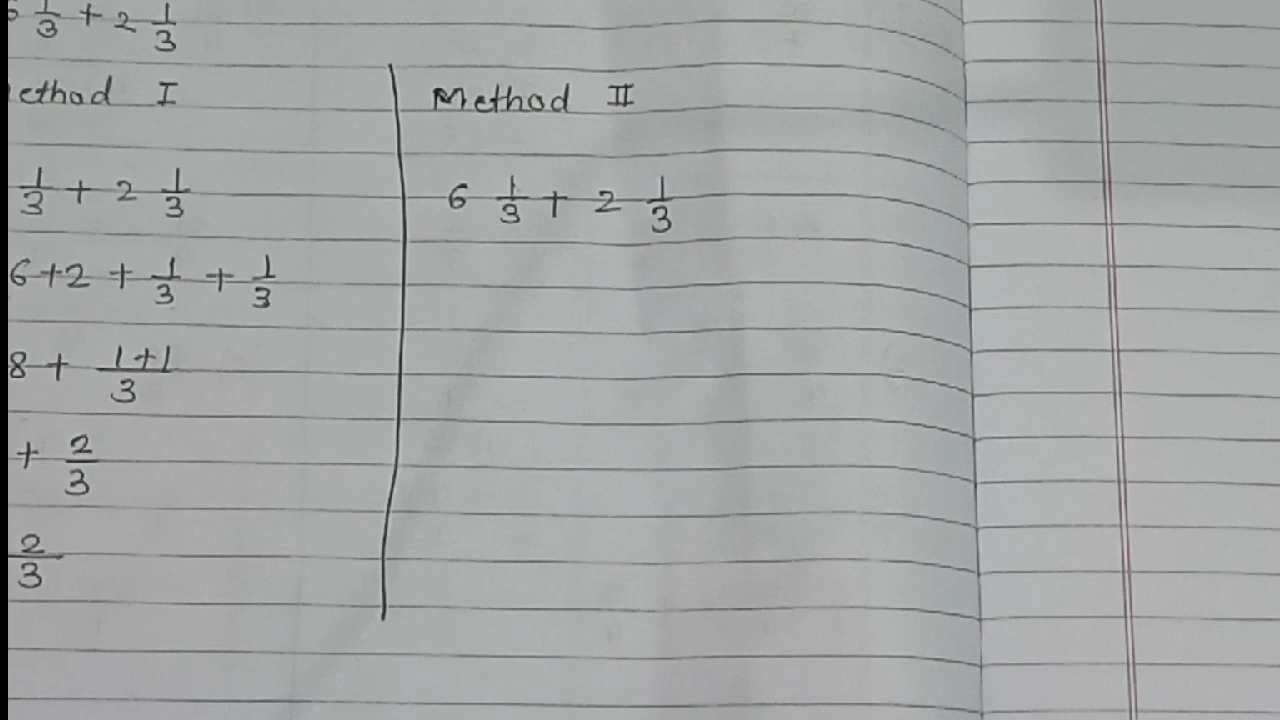 6 1/3 + 2 1/3
ethod I
1/3 + 2 1/3
6+2 + 1/3 + 1/3
8 + 1+1/3
+ 2/3
2/3
Method II
6 1/3 + 2 1/3